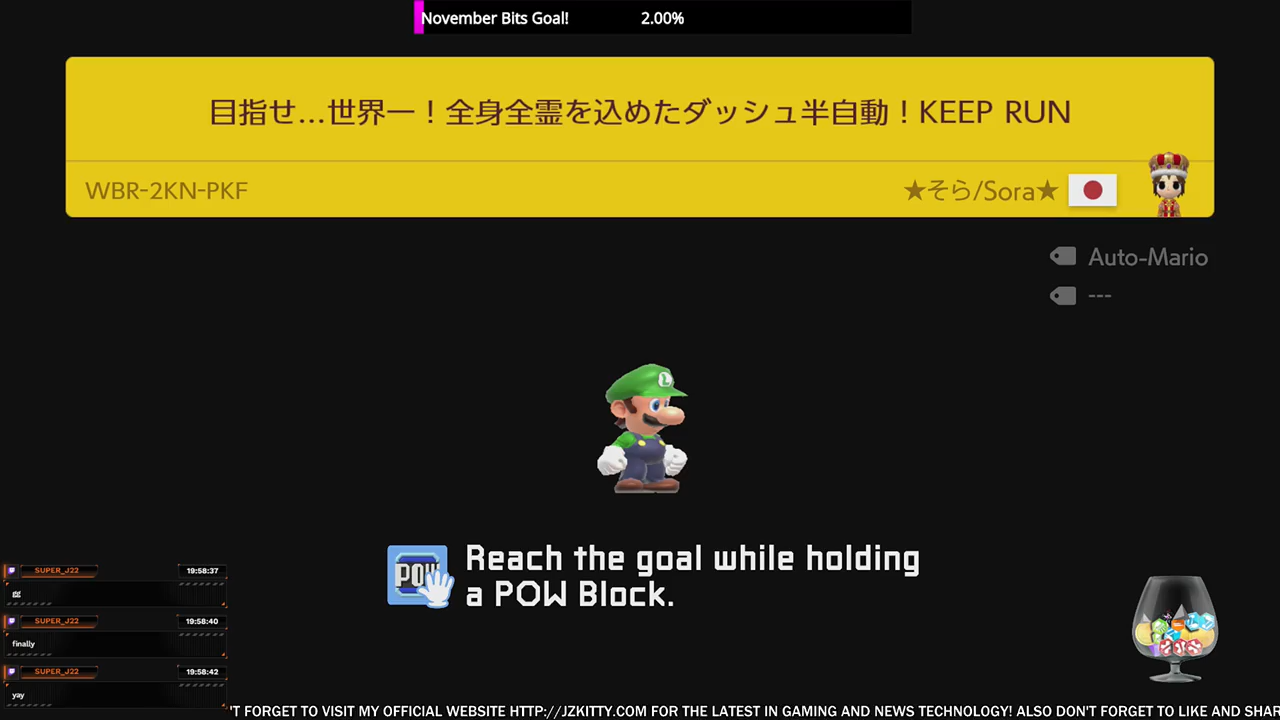 November Bits Goal! 2.00%
目指せ...世界一！全身全霊を込めたダッシュ半自動！KEEP RUN
WBR-2KN-PKF
★そら/Sora★
Auto-Mario
---
POW
Reach the goal while holding
a POW Block.
SUPER_J22 19:58:37
gg
SUPER_J22 19:58:40
finally
SUPER_J22 19:58:42
yay
205
'T FORGET TO VISIT MY OFFICIAL WEBSITE HTTP://JZKITTY.COM FOR THE LATEST IN GAMING AND NEWS TECHNOLOGY! ALSO DON'T FORGET TO LIKE AND SHAR